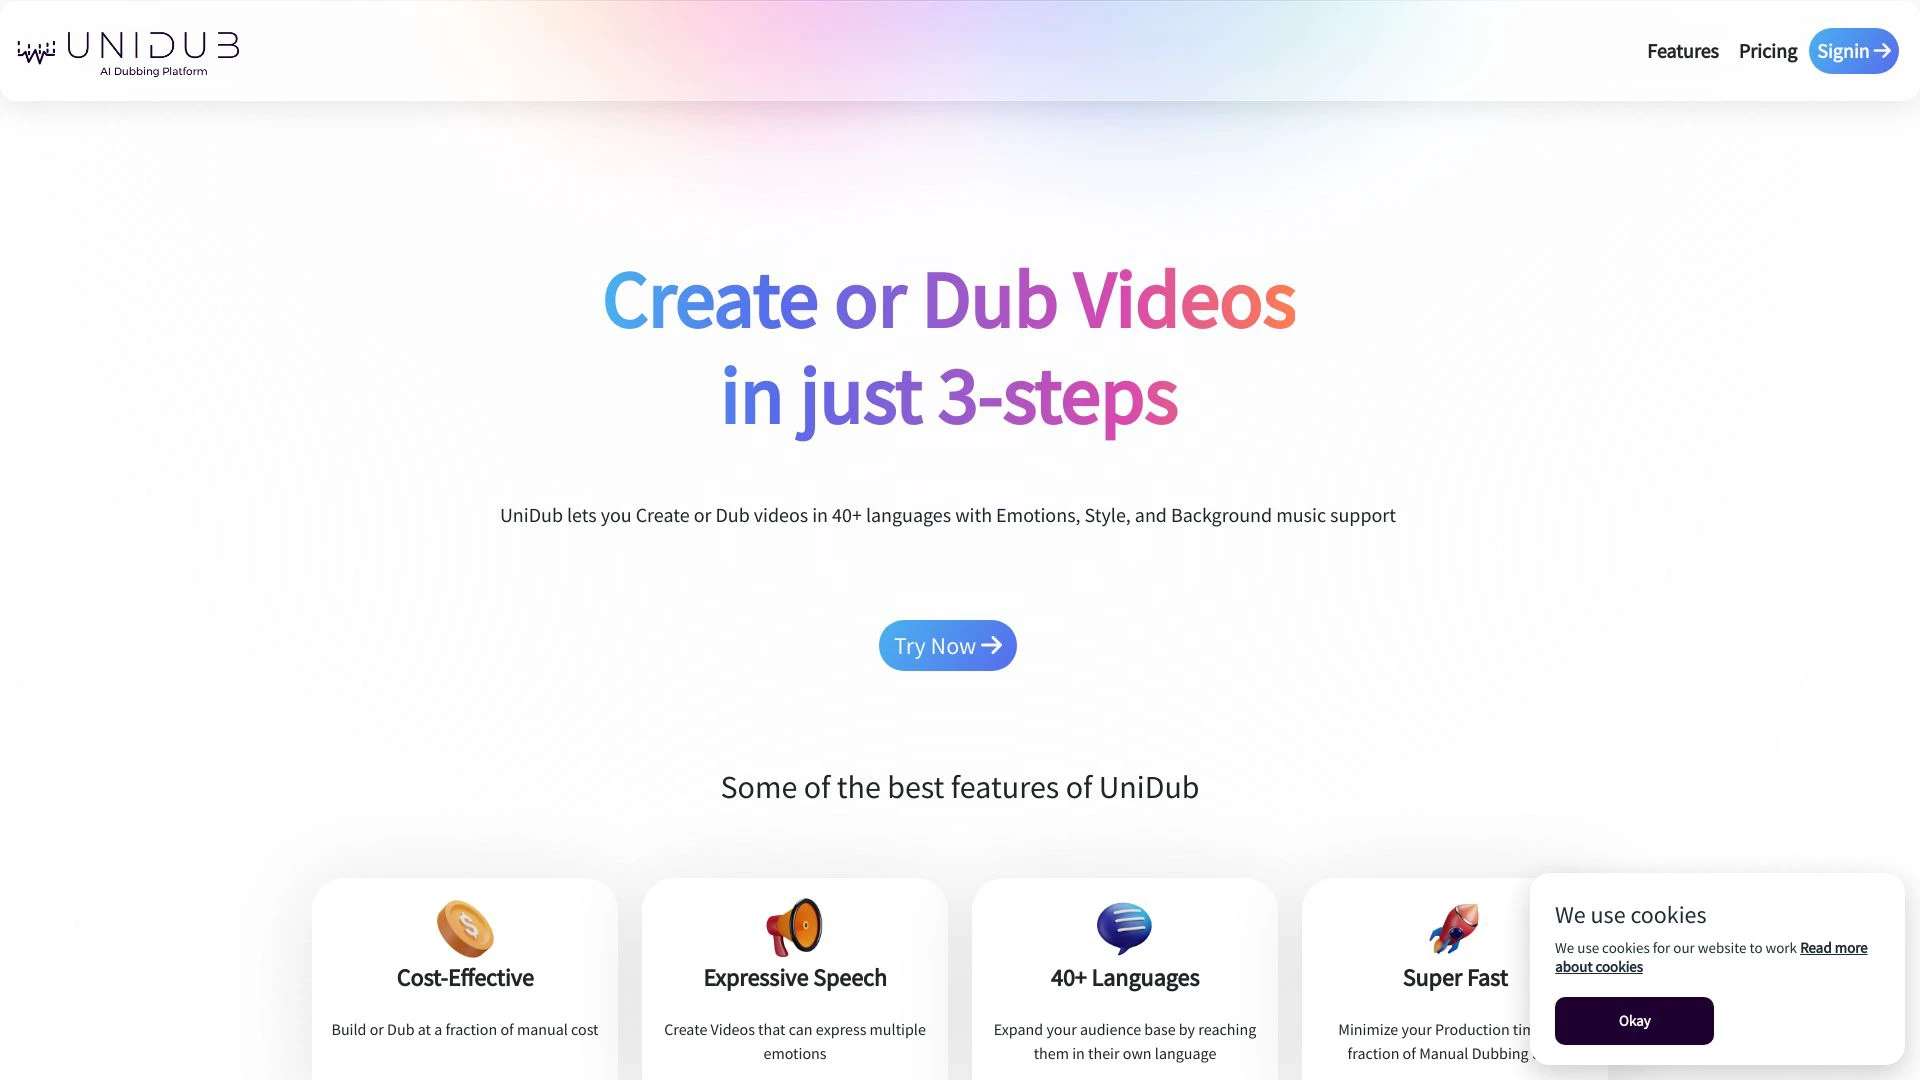 UNIDUB
AI Dubbing Platform
Features
Pricing
Signin
Create or Dub Videos
in just 3-steps
UniDub lets you Create or Dub videos in 40+ languages with Emotions, Style, and Background music support
Try Now
Some of the best features of UniDub
Cost-Effective
Build or Dub at a fraction of manual cost
Expressive Speech
Create Videos that can express multiple
emotions
40+ Languages
Expand your audience base by reaching
them in their own language
Super Fast
Minimize your Production
fraction of Manual Dubbing
We use cookies
We use cookies for our website to work Read more
about cookies
Okay